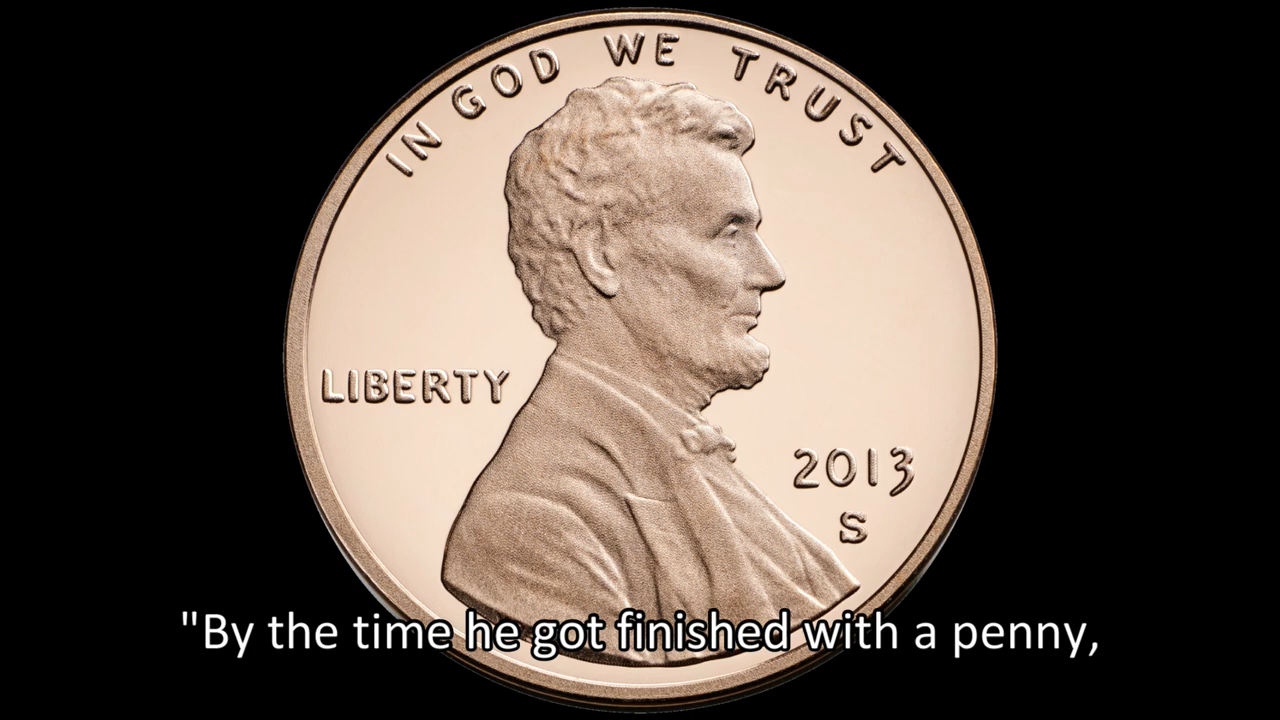 IN GOD WE TRUST
LIBERTY
2013
S
"By the time he got finished with a penny,